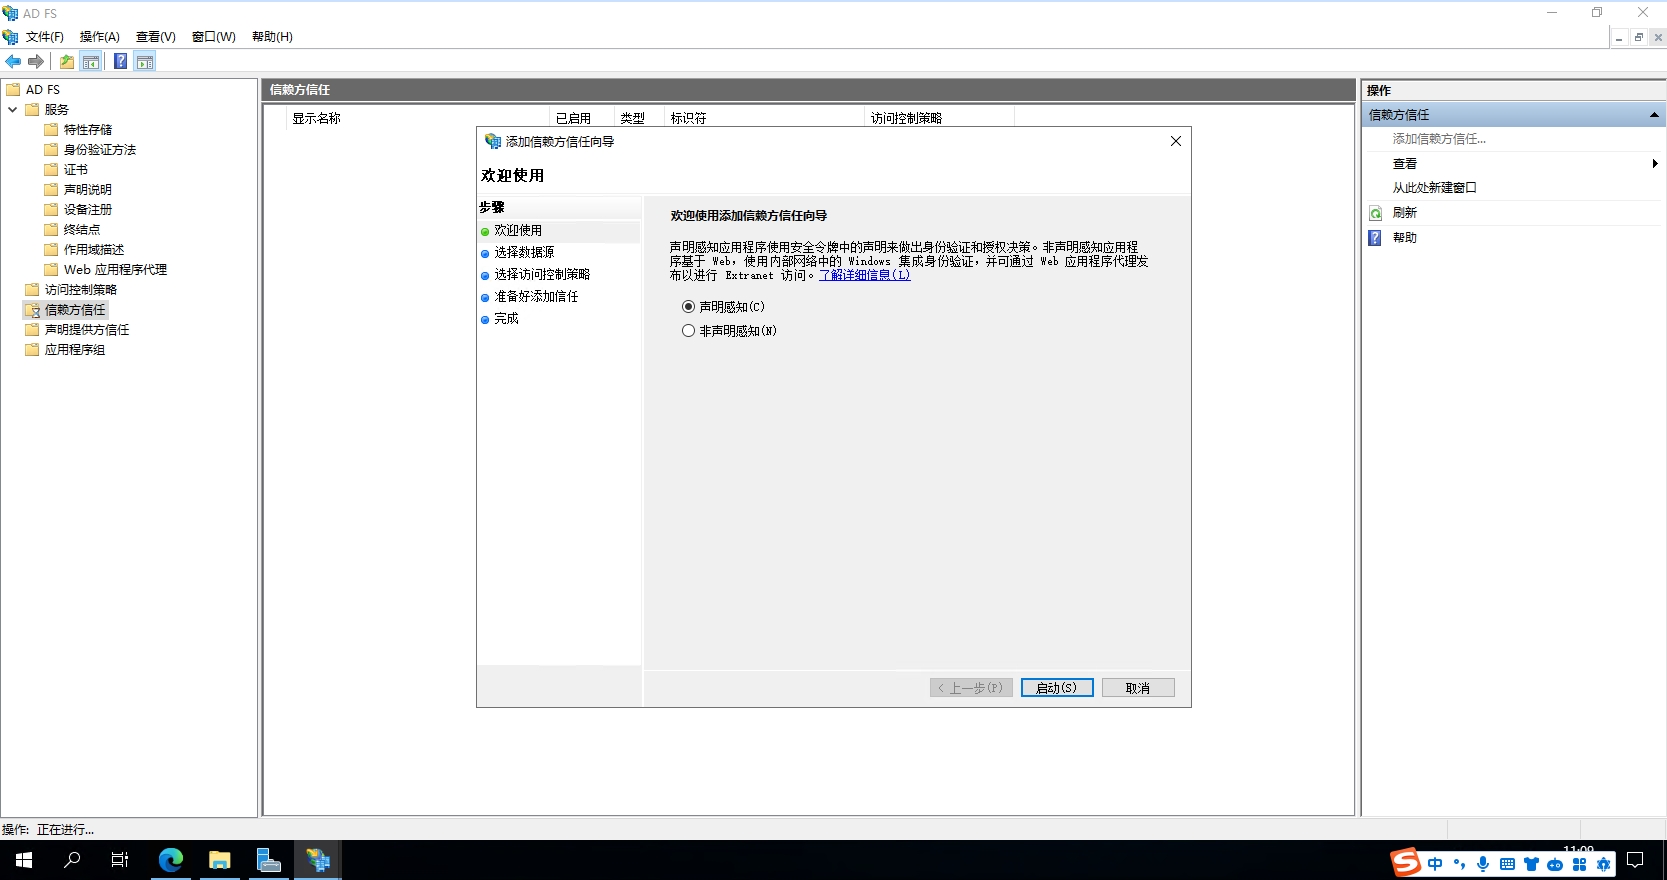 AD FS
文件(F) 操作(A) 查看(V) 窗口(W) 帮助(H)
AD FS
服务
特性存储
身份验证方法
证书
声明说明
设备注册
终结点
作用域描述
Web 应用程序代理
访问控制策略
信赖方信任
声明提供方信任
应用程序组
信赖方信任
显示名称 已启用 类型 标识符 访问控制策略
添加信赖方信任向导
欢迎使用
步骤
欢迎使用
选择数据源
选择访问控制策略
准备好添加信任
完成
欢迎使用添加信赖方信任向导
声明感知应用程序使用安全令牌中的声明来做出身份验证和授权决策。非声明感知应用程
序基于 Web，使用内部网络中的 Windows 集成身份验证，并可通过 Web 应用程序代理发
布以进行 Extranet 访问。了解详细信息(L)
声明感知(C)
非声明感知(N)
< 上一步(P) 启动(S) 取消
操作
信赖方信任
添加信赖方信任...
查看
从此处新建窗口
刷新
帮助
操作: 正在进行...
中
11:09